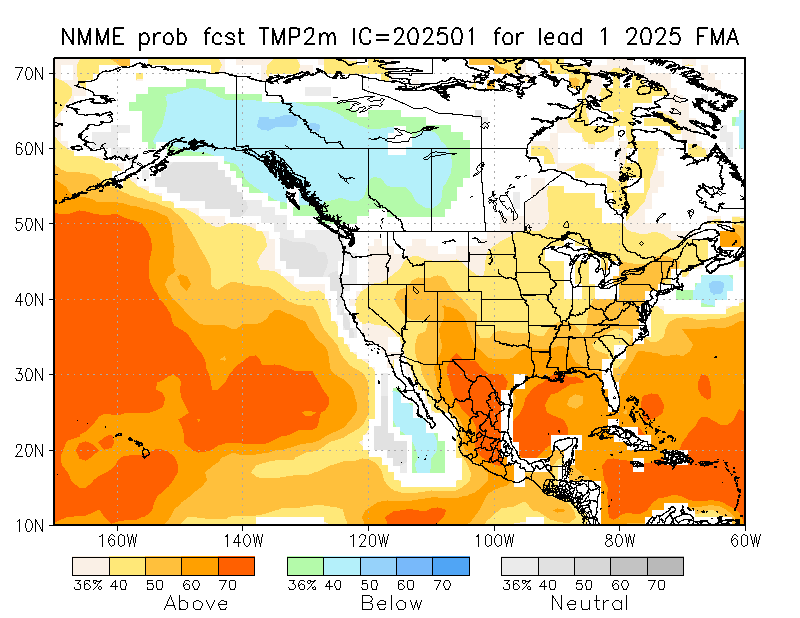 NMME prob fcst TMP2m IC=202501 for lead 1 2025 FMA
70N
60N
50N
40N
30N
20N
10N
160W 140W 120W 100W 80W 60W
36% 40 50 60 70 36% 40 50 60 70 36% 40 50 60 70
Above Below Neutral